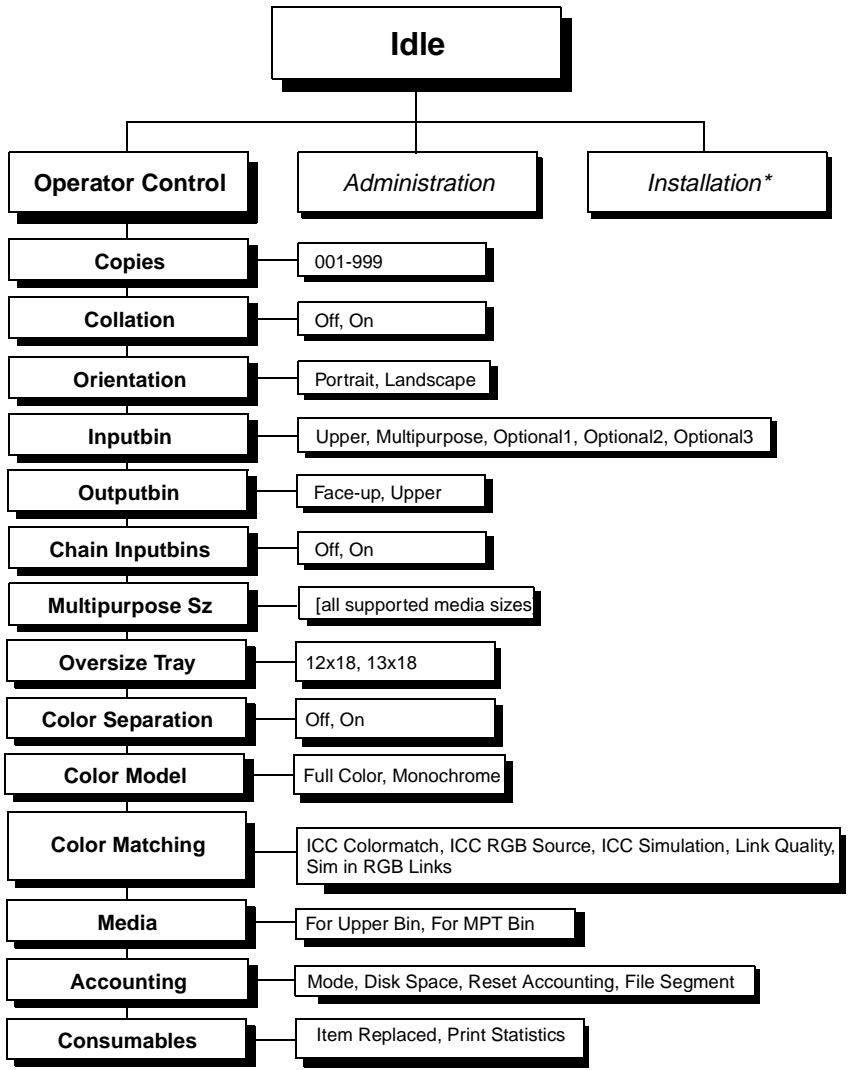 Idle
Operator Control
Administration
Installation*
Copies
001-999
Collation
Off, On
Orientation
Portrait, Landscape
Inputbin
Upper, Multipurpose, Optional1, Optional2, Optional3
Outputbin
Face-up, Upper
Chain Inputbins
Off, On
Multipurpose Sz
[all supported media sizes
Oversize Tray
12x18, 13x18
Color Separation
Off, On
Color Model
Full Color, Monochrome
Color Matching
ICC Colormatch, ICC RGB Source, ICC Simulation, Link Quality,
Sim in RGB Links
Media
For Upper Bin, For MPT Bin
Accounting
Mode, Disk Space, Reset Accounting, File Segment
Consumables
Item Replaced, Print Statistics